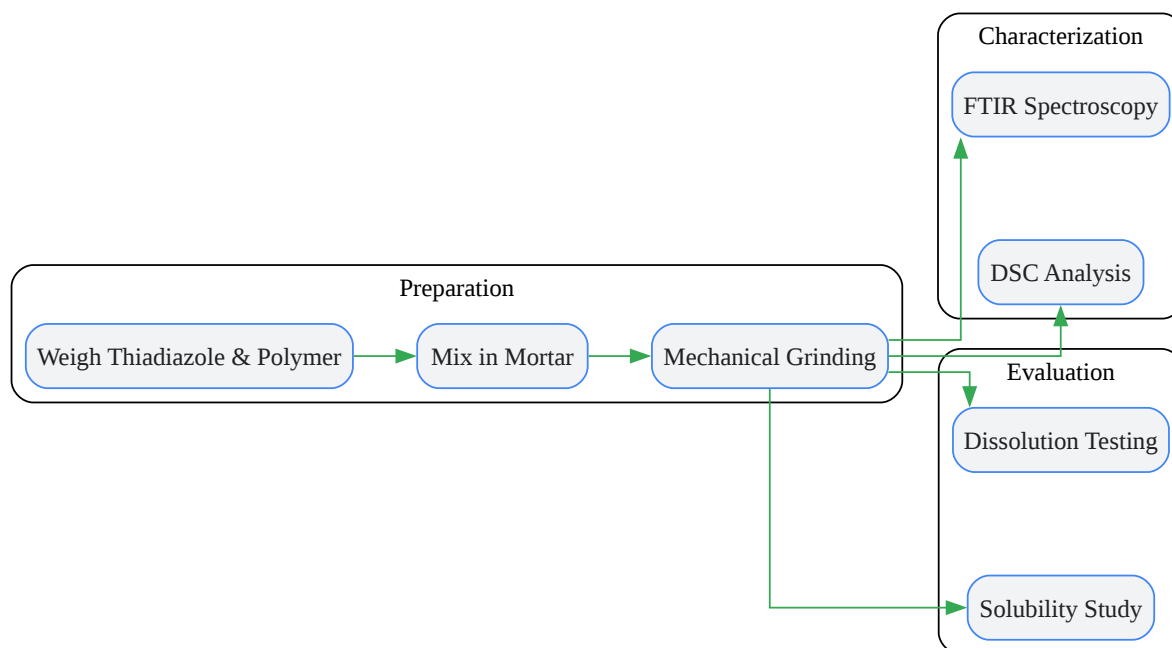 Characterization
FTIR Spectroscopy
DSC Analysis
Preparation
Weigh Thiadiazole & Polymer
Mix in Mortar
Mechanical Grinding
Evaluation
Dissolution Testing
Solubility Study